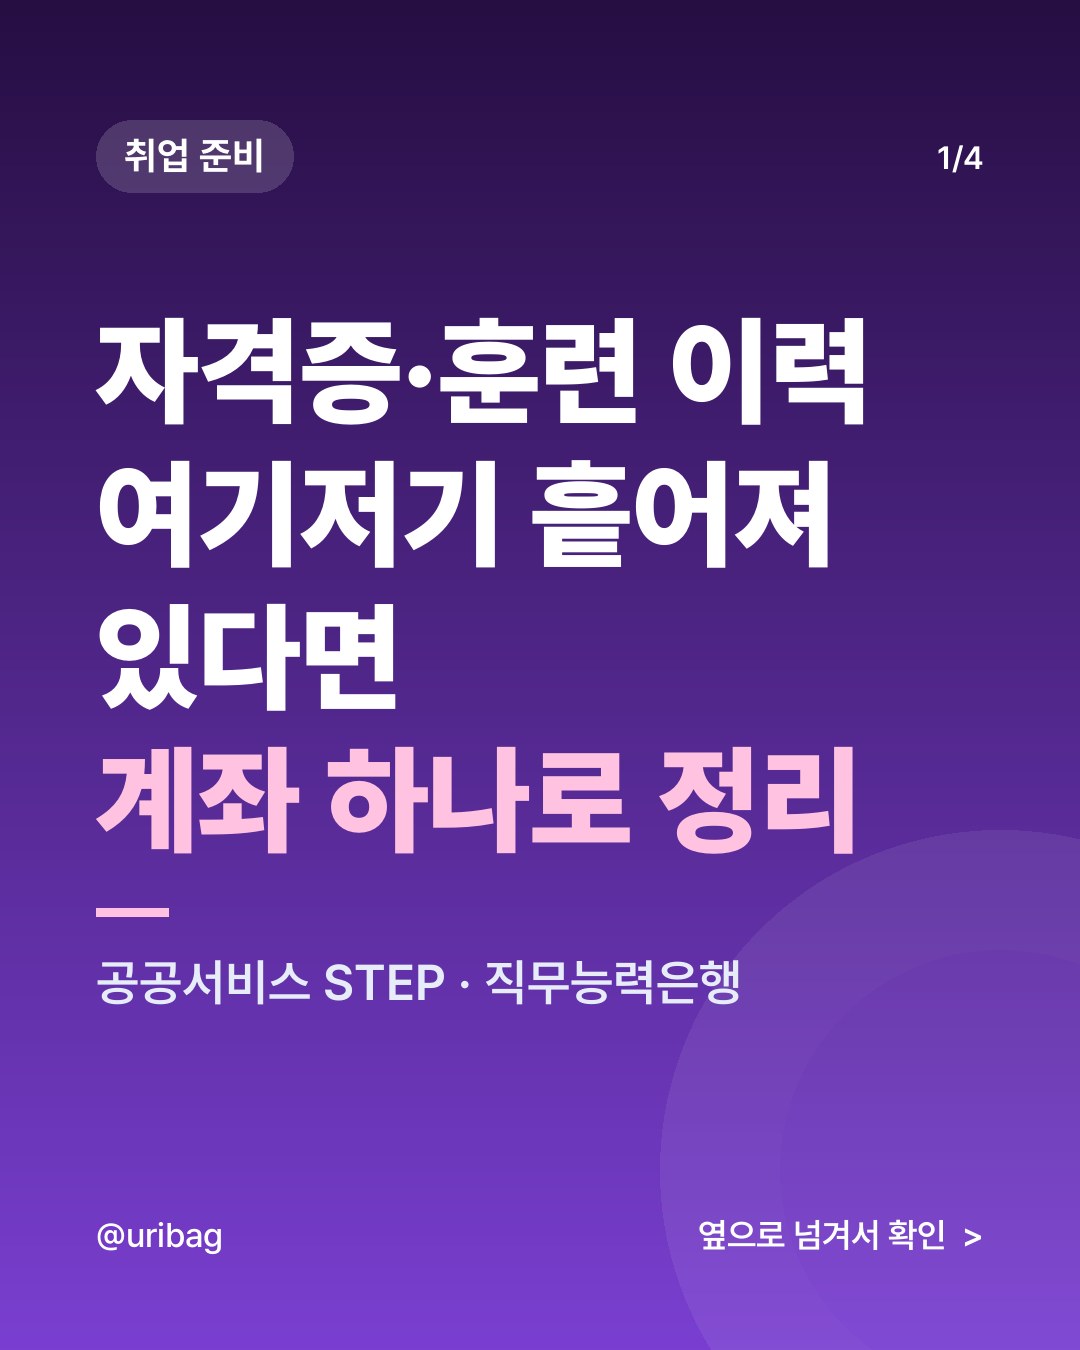 취업 준비
1/4
자격증·훈련 이력
여기저기 흩어져
있다면
계좌 하나로 정리
공공서비스 STEP · 직무능력은행
@uribag
옆으로 넘겨서 확인 >